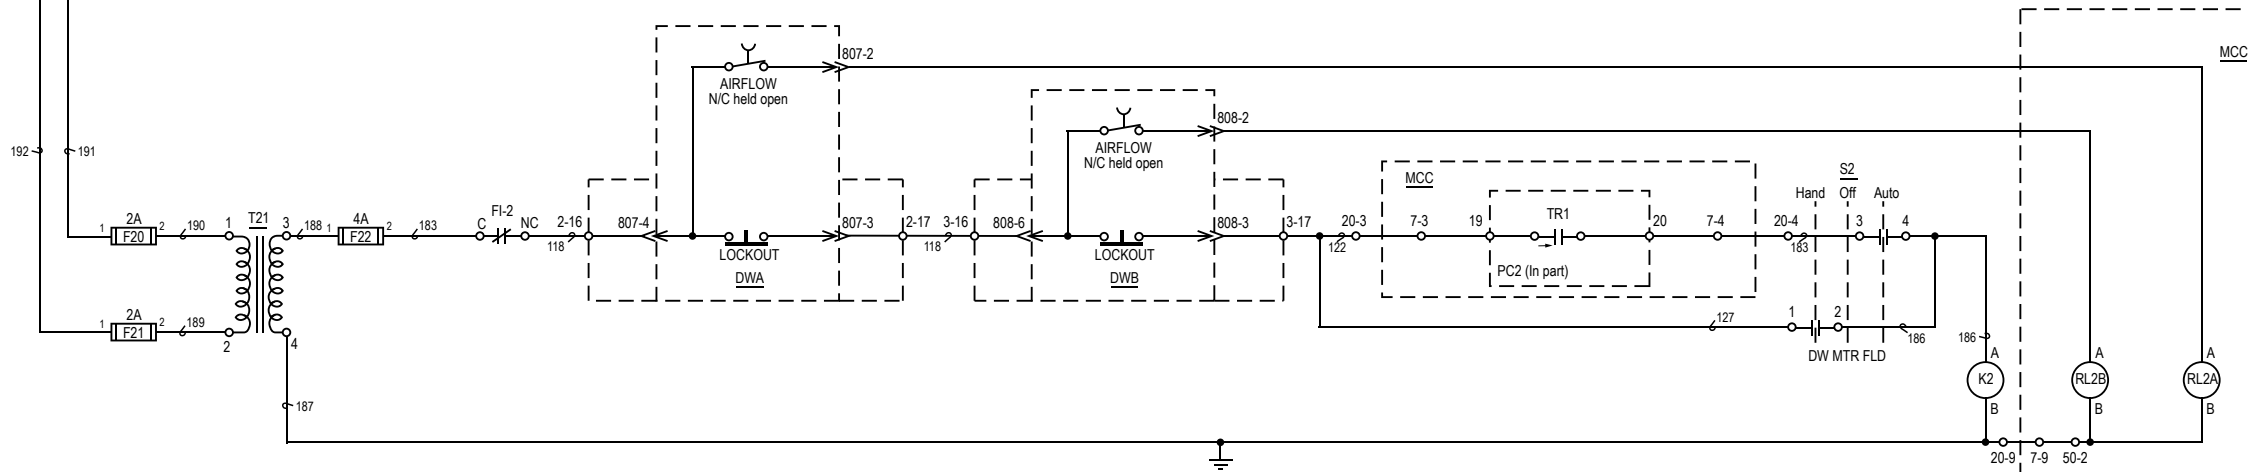 MCC
807-2
AIRFLOW
N/C held open
808-2
AIRFLOW
N/C held open
192
191
MCC
S2
Hand Off Auto
2A
1 F20 2
190
1
T21
3
188
4A
1 F22 2
183
C
FI-2
NC
2-16
118
807-4
LOCKOUT
DWA
807-3
2-17
118
3-16
808-6
LOCKOUT
DWB
808-3
3-17
122
20-3
7-3
19
TR1
PC2 (In part)
20
7-4
20-4
183
3
4
2A
1 F21 2
189
2
4
127
1
2
186
DW MTR FLD
186
A
K2
B
A
RL2B
B
A
RL2A
B
187
20-9
7-9
50-2